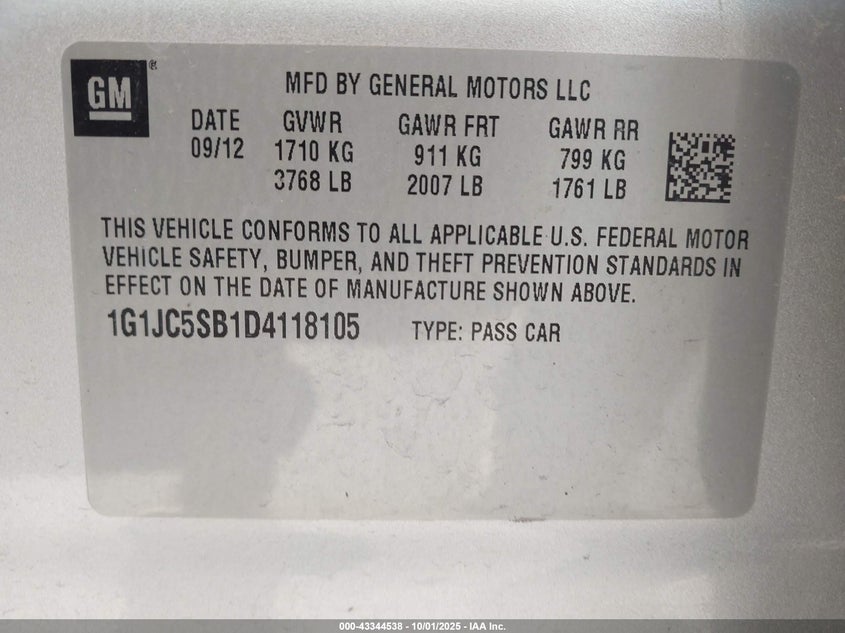 GM®
MFD BY GENERAL MOTORS LLC
DATE GVWR GAWR FRT GAWR RR
09/12 1710 KG 911 KG 799 KG
3768 LB 2007 LB 1761 LB
THIS VEHICLE CONFORMS TO ALL APPLICABLE U.S. FEDERAL MOTOR
VEHICLE SAFETY, BUMPER, AND THEFT PREVENTION STANDARDS IN
EFFECT ON THE DATE OF MANUFACTURE SHOWN ABOVE.
1G1JC5SB1D4118105 TYPE: PASS CAR
000-43344538 - 10/01/2025 - IAA Inc.